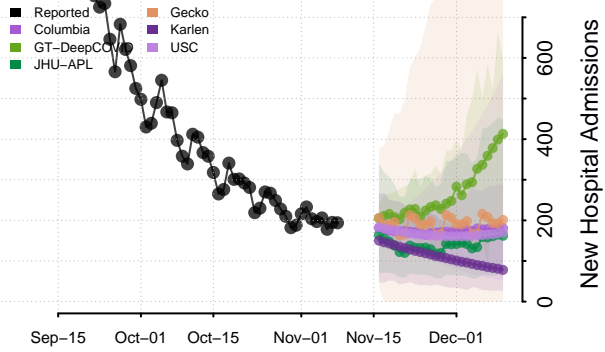 Reported
Columbia
GT−DeepCOVID
JHU−APL
Gecko
Karlen
USC
0
200
400
600
New Hospital Admissions
Sep−15
Oct−01
Oct−15
Nov−01
Nov−15
Dec−01